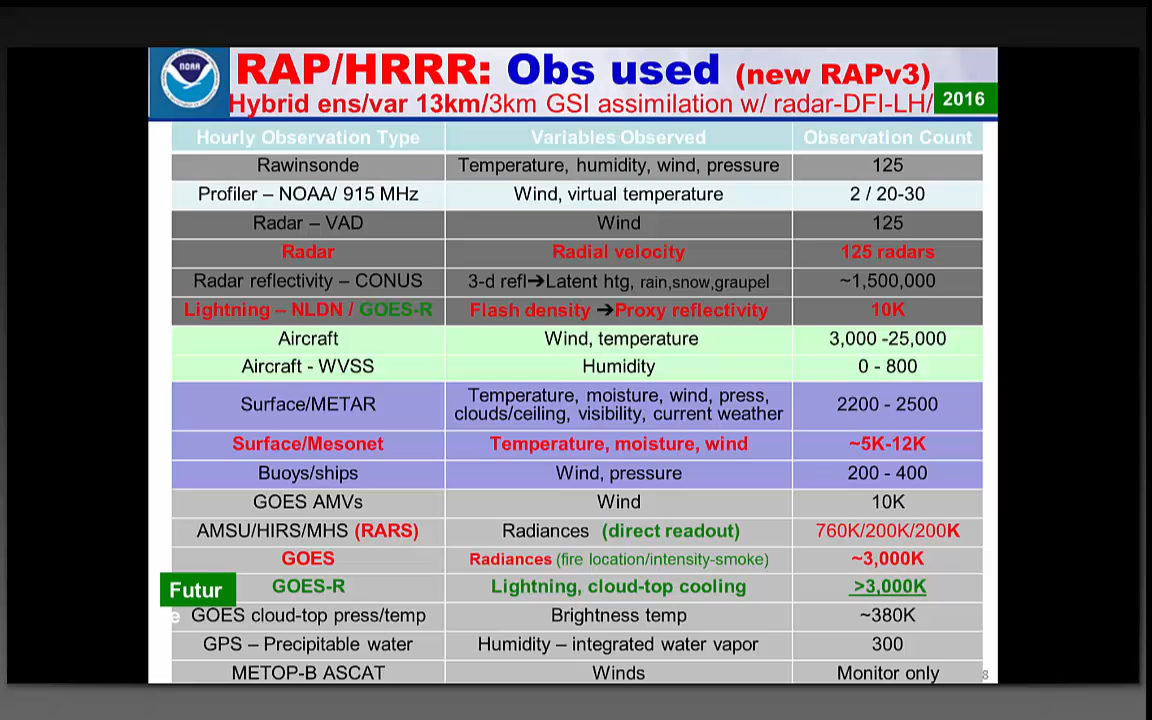 NOAA
RAP/HRRR: Obs used (new RAPv3)
Hybrid ens/var 13km/3km GSI assimilation w/ radar-DFI-LH/
2016
Hourly Observation Type Variables Observed Observation Count
Rawinsonde Temperature, humidity, wind, pressure 125
Profiler – NOAA/ 915 MHz Wind, virtual temperature 2 / 20-30
Radar – VAD Wind 125
Radar Radial velocity 125 radars
Radar reflectivity – CONUS 3-d refl➔Latent htg, rain,snow,graupel ~1,500,000
Lightning – NLDN / GOES-R Flash density ➔Proxy reflectivity 10K
Aircraft Wind, temperature 3,000 -25,000
Aircraft - WVSS Humidity 0 - 800
Surface/METAR Temperature, moisture, wind, press, 2200 - 2500
clouds/ceiling, visibility, current weather
Surface/Mesonet Temperature, moisture, wind ~5K-12K
Buoys/ships Wind, pressure 200 - 400
GOES AMVs Wind 10K
AMSU/HIRS/MHS (RARS) Radiances (direct readout) 760K/200K/200K
GOES Radiances (fire location/intensity-smoke) ~3,000K
Futur
e
GOES-R Lightning, cloud-top cooling >3,000K
GOES cloud-top press/temp Brightness temp ~380K
GPS – Precipitable water Humidity – integrated water vapor 300
METOP-B ASCAT Winds Monitor only
8